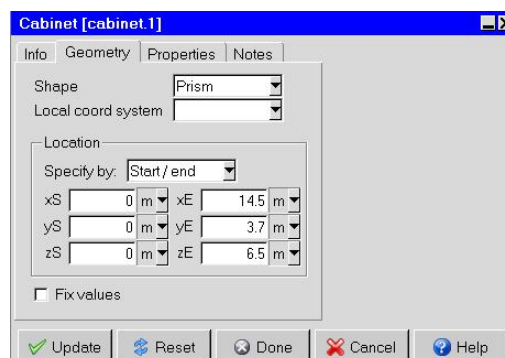 Cabinet [cabinet.1]
Info Geometry Properties Notes
Shape Prism
Local coord system
Location
Specify by: Start / end
xS 0 m xE 14.5 m
yS 0 m yE 3.7 m
zS 0 m zE 6.5 m
Fix values
Update Reset Done Cancel Help